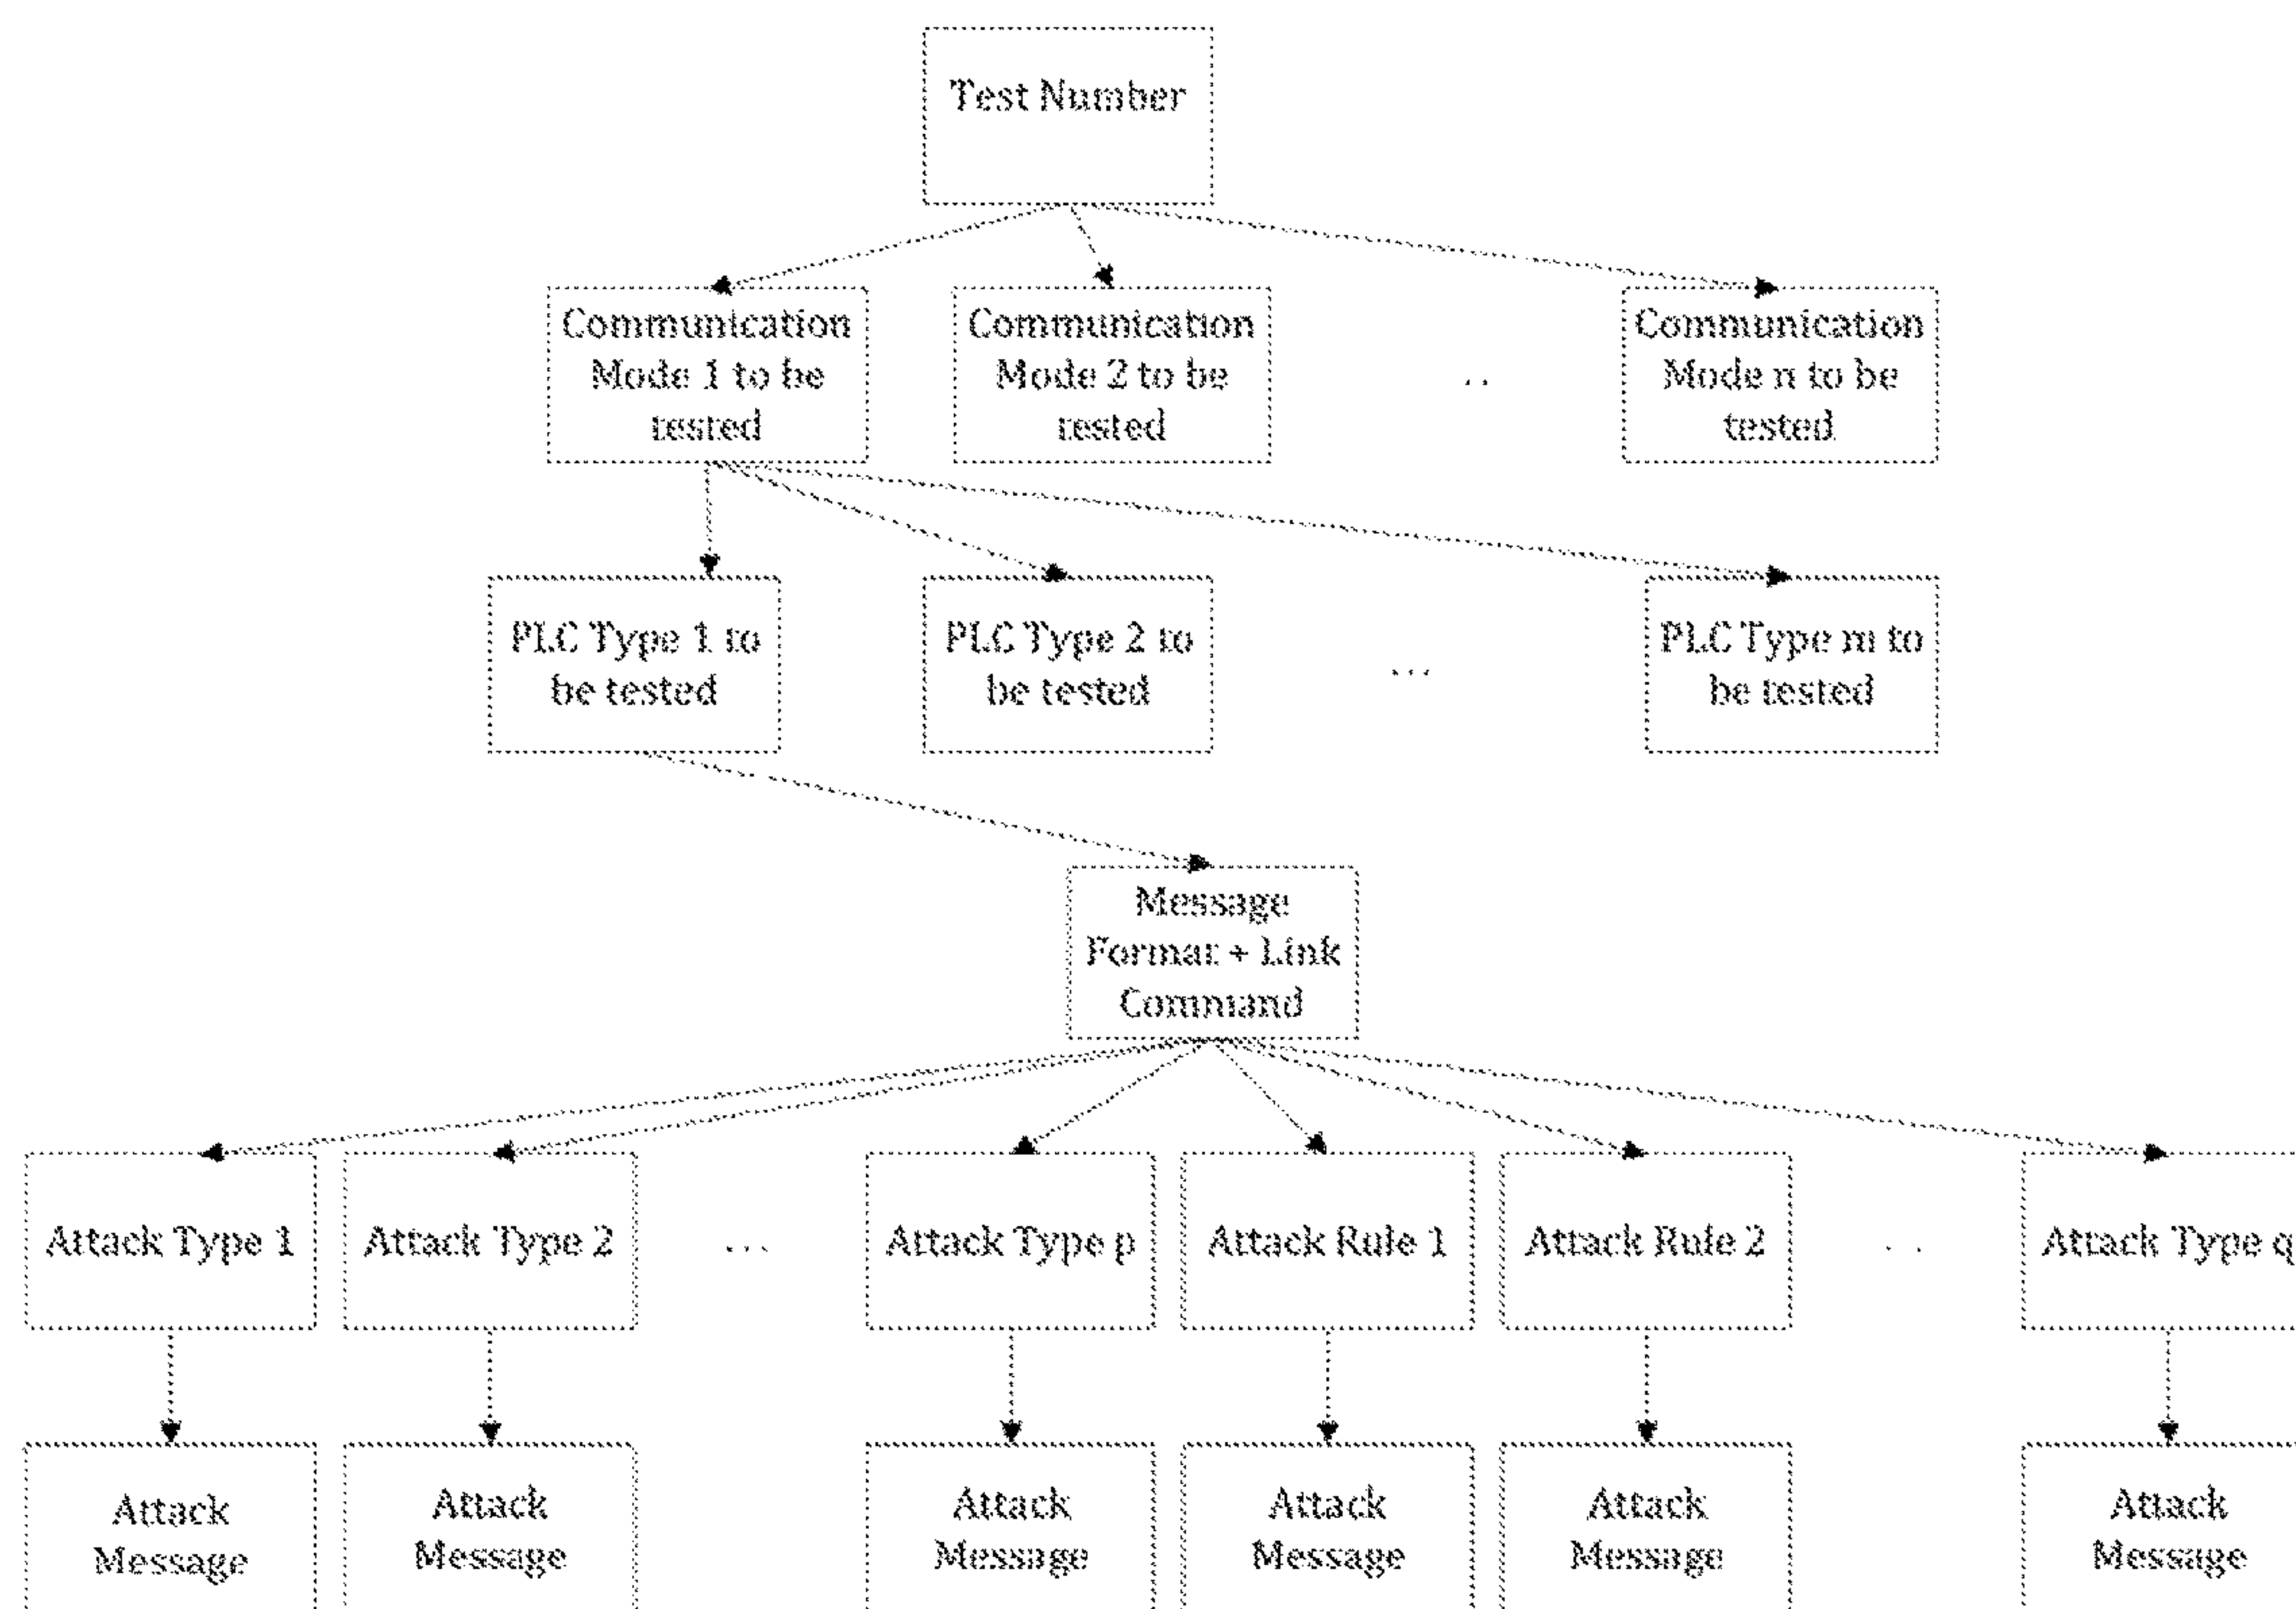 Test Number
Communication
Mode 1 to be
tested
Communication
Mode 2 to be
tested
..
Communication
Mode n to be
tested
PLC Type 1 to
be tested
PLC Type 2 to
be tested
...
PLC Type m to
be tested
Message
Format + Link
Command
Attack Type 1
Attack Type 2
...
Attack Type p
Attack Rule 1
Attack Rule 2
. .
Attack Type q
Attack
Message
Attack
Message
Attack
Message
Attack
Message
Attack
Message
Attack
Message